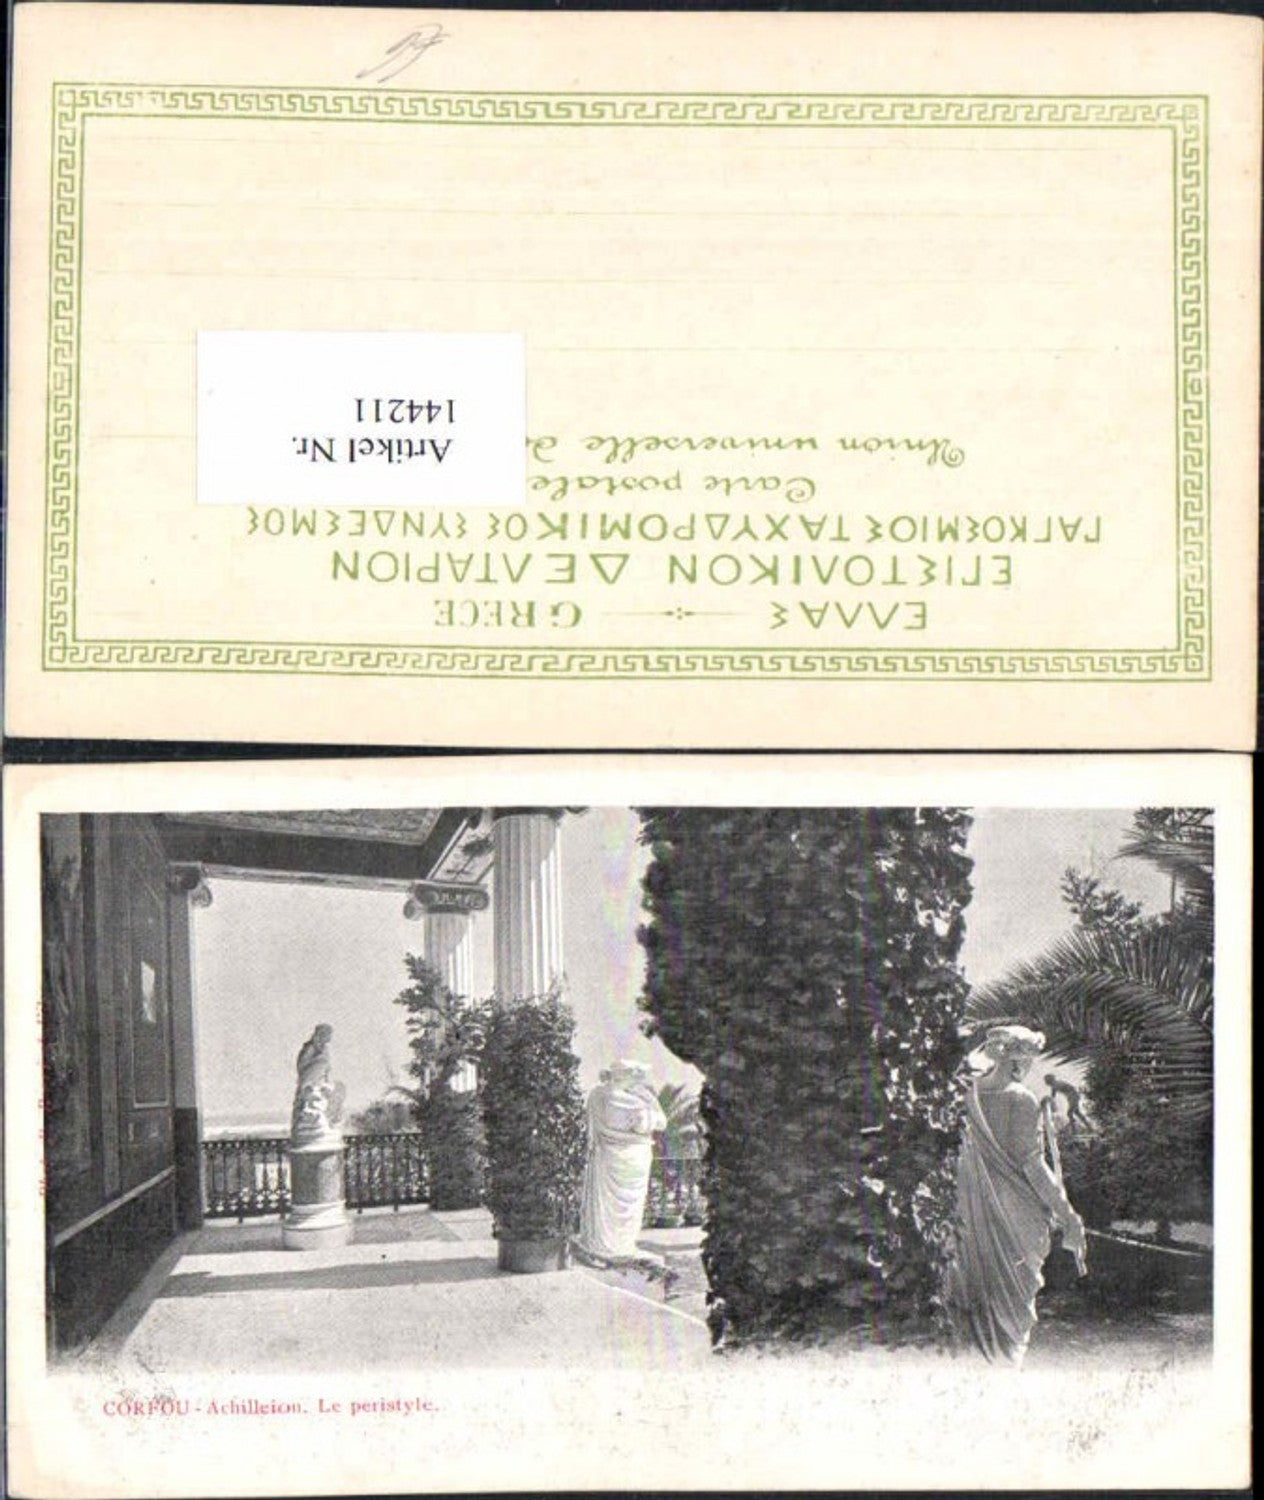 ΕΛΛΑΣ GRECE
ΕΠΙΣΤΟΛΙΚΟΝ ΔΕΛΤΑΡΙΟΝ
ΠΑΓΚΟΣΜΙΟΣ ΤΑΧΥΔΡΟΜΙΚΟΣ ΣΥΝΔΕΣΜΟΣ
Carte postale
Union universelle
Artikel Nr.
144211
CORFOU - Achilleion. Le peristyle.